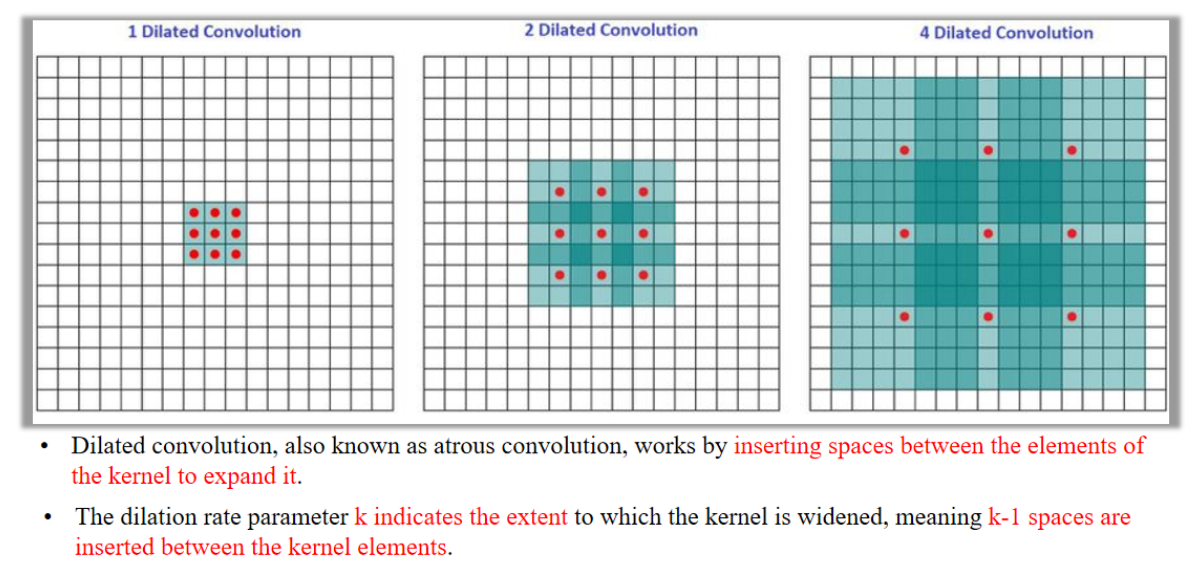 1 Dilated Convolution
2 Dilated Convolution
4 Dilated Convolution
• Dilated convolution, also known as atrous convolution, works by inserting spaces between the elements of
the kernel to expand it.
• The dilation rate parameter k indicates the extent to which the kernel is widened, meaning k-1 spaces are
inserted between the kernel elements.